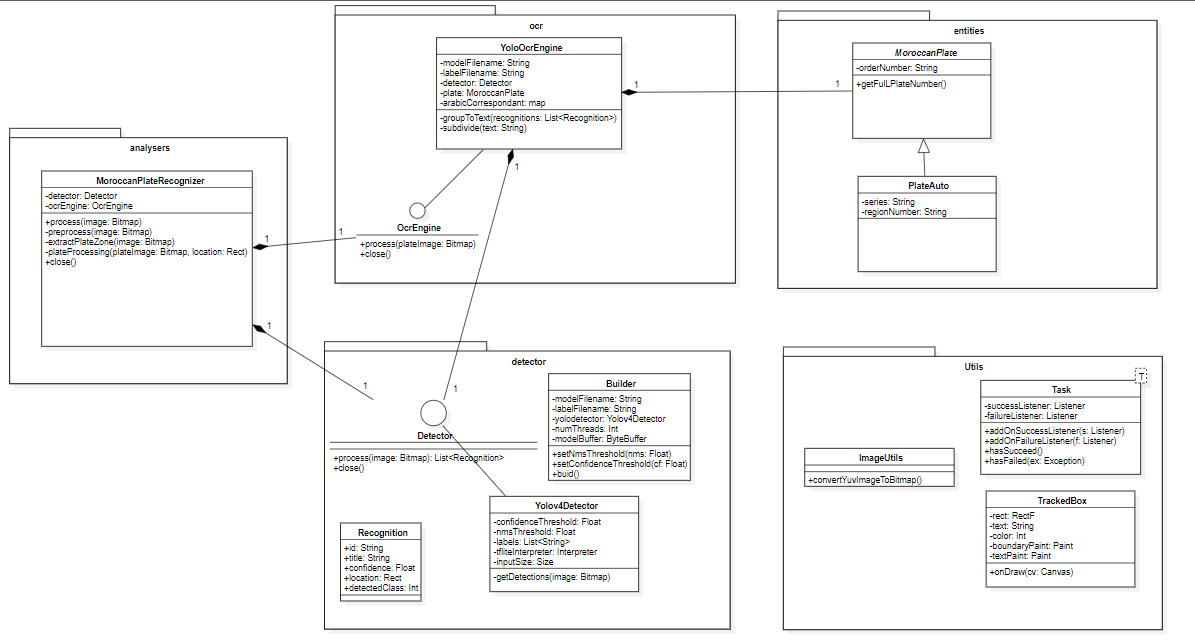 analysers
MoroccanPlateRecognizer
-detector: Detector
-ocrEngine: OcrEngine
+process(image: Bitmap)
-preprocess(image: Bitmap)
-extractPlateZone(image: Bitmap)
-plateProcessing(plateImage: Bitmap, location: Rect)
+close()
1
1
1
1
ocr
YoloOcrEngine
-modelFilename: String
-labelFilename: String
-detector: Detector
-plate: MoroccanPlate
-arabicCorrespondant: map
-groupToText(recognitions: List<Recognition>)
-subdivide(text: String)
1
1
1
1
OcrEngine
+process(plateImage: Bitmap)
+close()
entities
MoroccanPlate
-orderNumber: String
+getFulLPlateNumber()
PlateAuto
-series: String
-regionNumber: String
detector
Detector
+process(image: Bitmap): List<Recognition>
+close()
Builder
-modelFilename: String
-labelFilename: String
-yolodetector: Yolov4Detector
-numThreads: Int
-modelBuffer: ByteBuffer
+setNmsThreshold(nms: Float)
+setConfidenceThreshold(cf: Float)
+buid()
Yolov4Detector
-confidenceThreshold: Float
-nmsThreshold: Float
-labels: List<String>
-tfliteInterpreter: Interpreter
-inputSize: Size
-getDetections(image: Bitmap)
Recognition
+id: String
+title: String
+confidence: Float
+location: Rect
+detectedClass: Int
Utils
T
Task
-successListener: Listener
-failureListener: Listener
+addOnSuccessListener(s: Listener)
+addOnFailureListener(f: Listener)
+hasSucceed()
+hasFailed(ex: Exception)
ImageUtils
+convertYuvImageToBitmap()
TrackedBox
-rect: RectF
-text: String
-color: Int
-boundaryPaint: Paint
-textPaint: Paint
+onDraw(cv: Canvas)